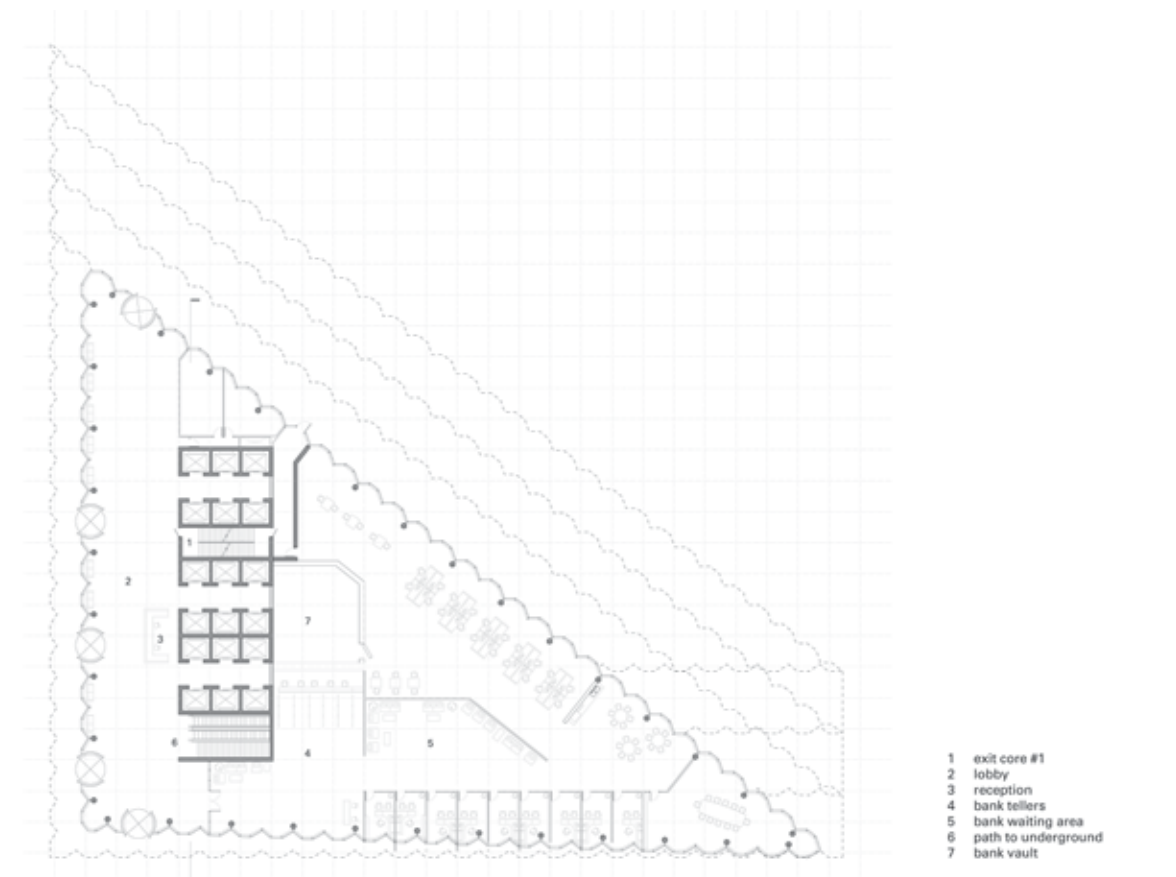 1
7
2
3
6
4
5
1 exit core #1
2 lobby
3 reception
4 bank tellers
5 bank waiting area
6 path to underground
7 bank vault